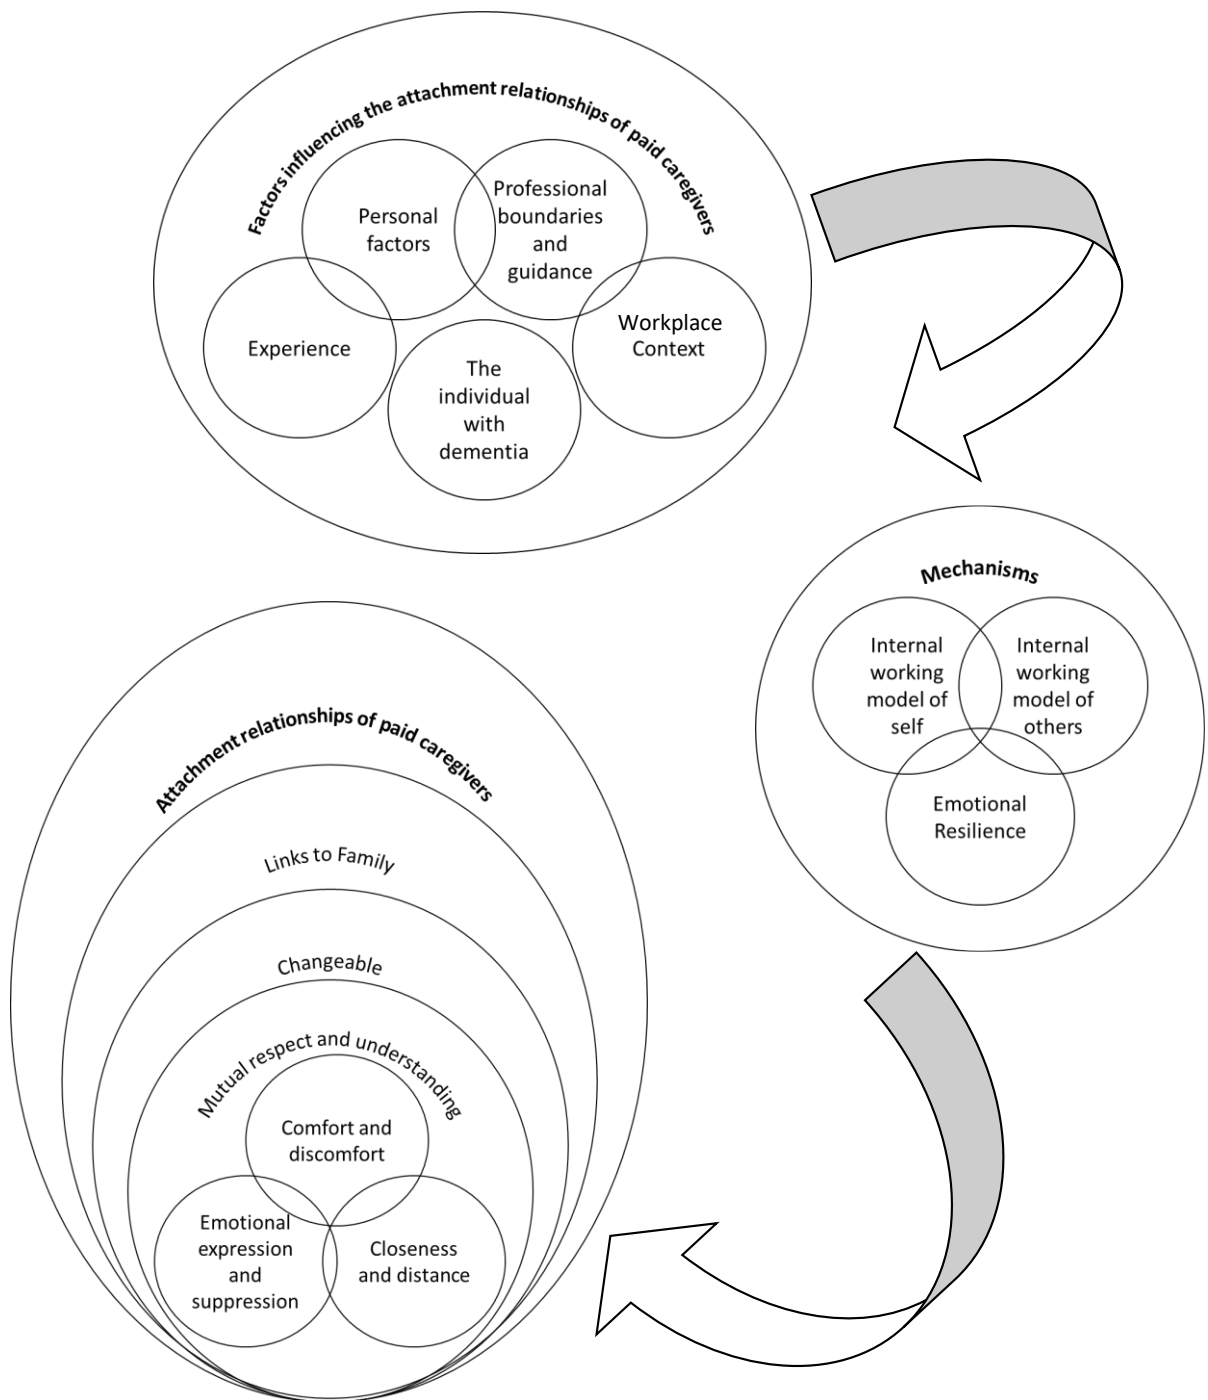 Factors influencing the attachment relationships of paid caregivers
Personal
factors
Professional
boundaries
and
guidance
Experience
Workplace
Context
The
individual
with
dementia
Mechanisms
Internal
working
model of
self
Internal
working
model of
others
Emotional
Resilience
Attachment relationships of paid caregivers
Links to Family
Changeable
Mutual respect and understanding
Comfort and
discomfort
Emotional
expression
and
suppression
Closeness
and distance